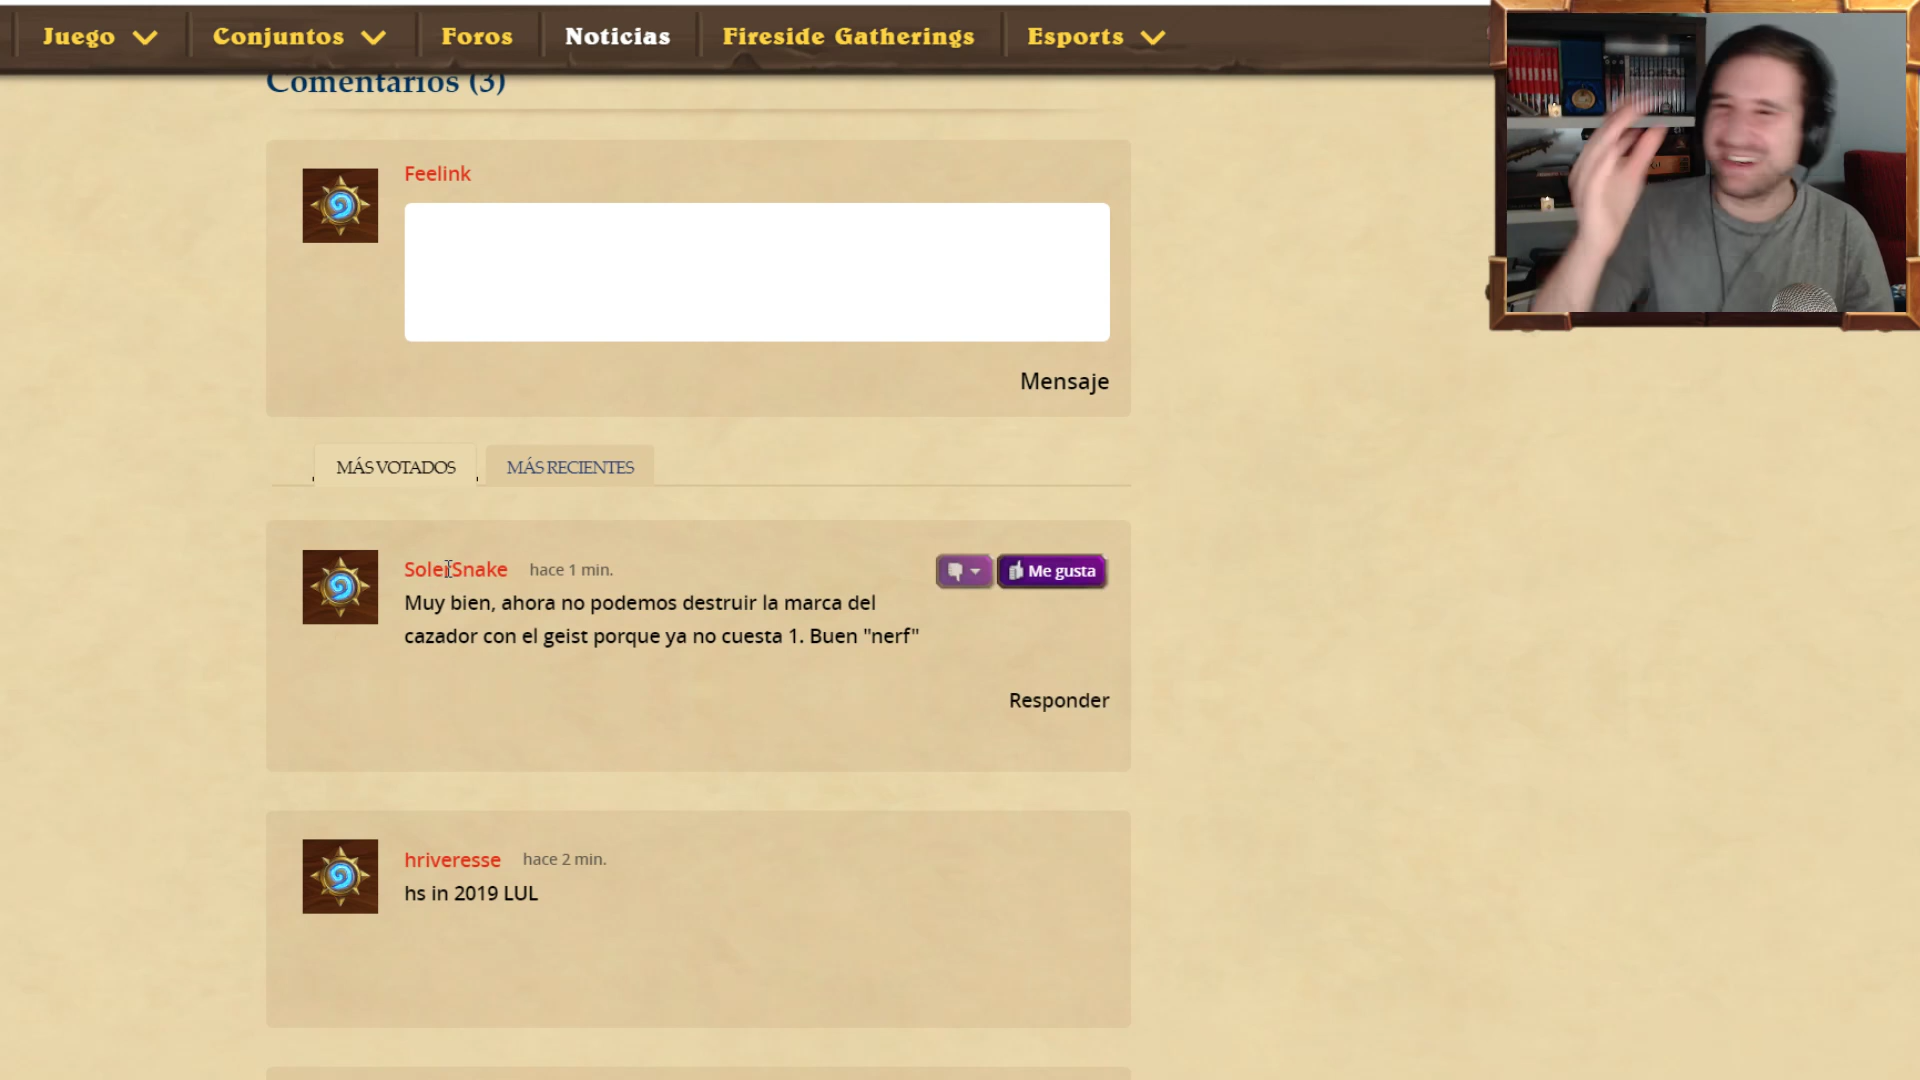 Juego
Conjuntos
Foros
Noticias
Fireside Gatherings
Esports
Comentarios (3)
Feelink
Mensaje
MÁS VOTADOS
MÁS RECIENTES
hace 1 min.
Me gusta
Muy bien, ahora no podemos destruir la marca del
cazador con el geist porque ya no cuesta 1. Buen "nerf"
Responder
hriveresse
hace 2 min.
hs in 2019 LUL